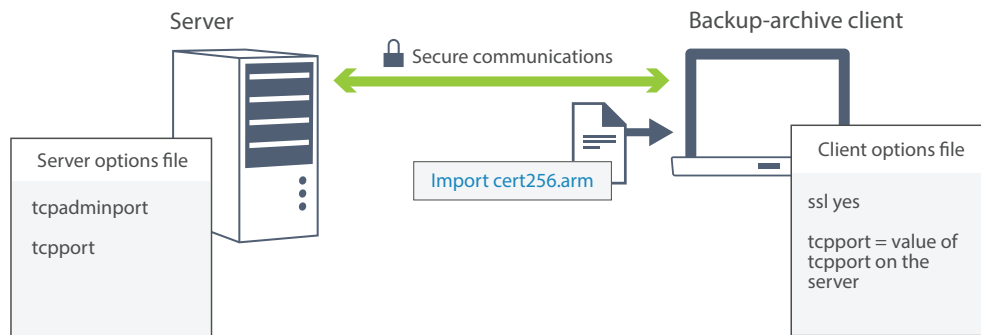 Server
Backup-archive client
Secure communications
Server options file
tcpadminport
tcpport
Import cert256.arm
Client options file
ssl yes
tcpport = value of
tcpport on the
server